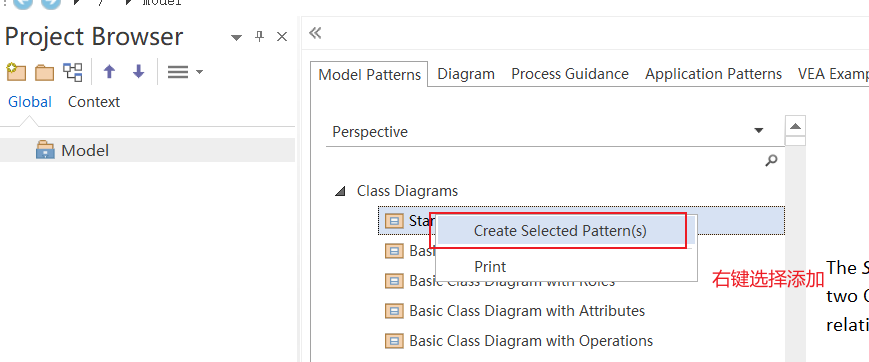 Model
Project Browser
Global Context
Model
Model Patterns Diagram Process Guidance Application Patterns VEA Examp
Perspective
Class Diagrams
Star
Create Selected Pattern(s)
Basi
Print
Basic Class Diagram with Roles
Basic Class Diagram with Attributes
Basic Class Diagram with Operations
右键选择添加
The S
two C
relati